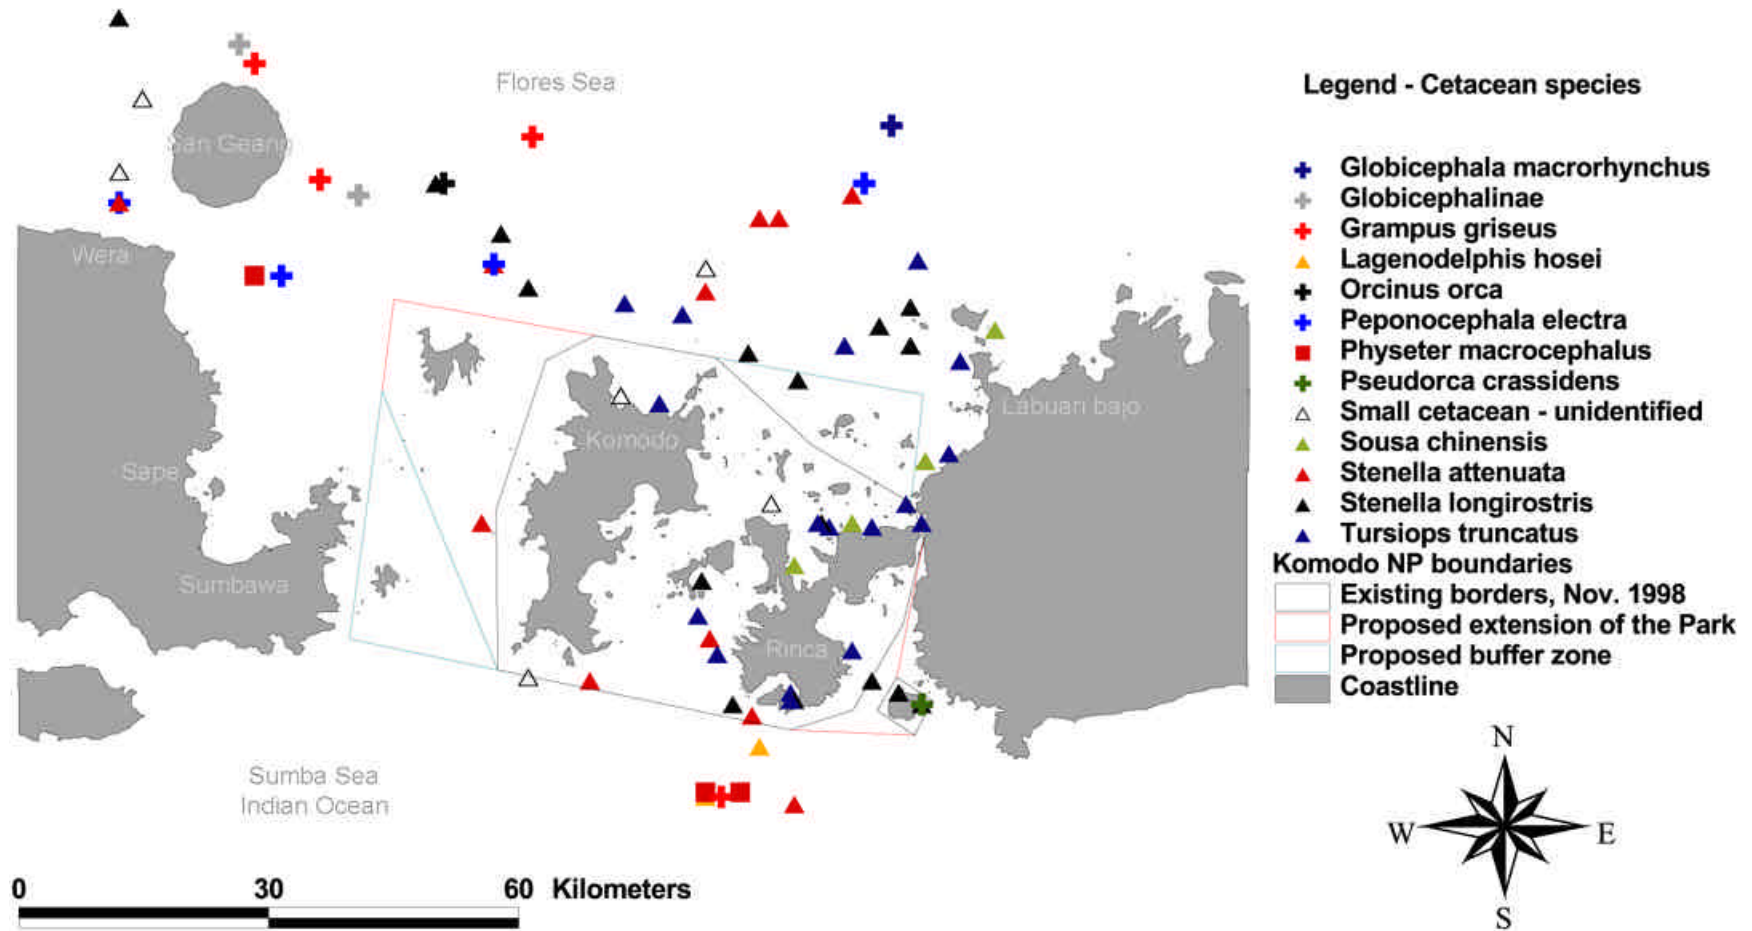 Flores Sea
San Geang
Wera
Sape
Sumbawa
Komodo
Labuan bajo
Rinca
Sumba Sea
Indian Ocean
0 30 60 Kilometers
Legend - Cetacean species
Globicephala macrorhynchus
Globicephalinae
Grampus griseus
Lagenodelphis hosei
Orcinus orca
Peponocephala electra
Physeter macrocephalus
Pseudorca crassidens
Small cetacean - unidentified
Sousa chinensis
Stenella attenuata
Stenella longirostris
Tursiops truncatus
Komodo NP boundaries
Existing borders, Nov. 1998
Proposed extension of the Park
Proposed buffer zone
Coastline
N
W E
S